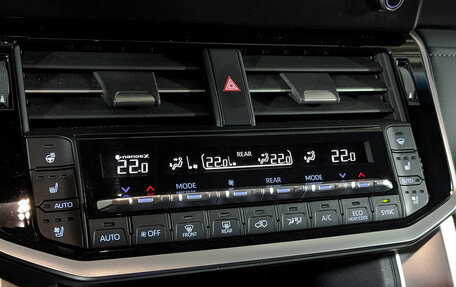 nanoe X
REAR
22.0 22.0 22.0 22.0
MODE REAR MODE
AUTO
AUTO OFF FRONT REAR A/C ECO SYNC